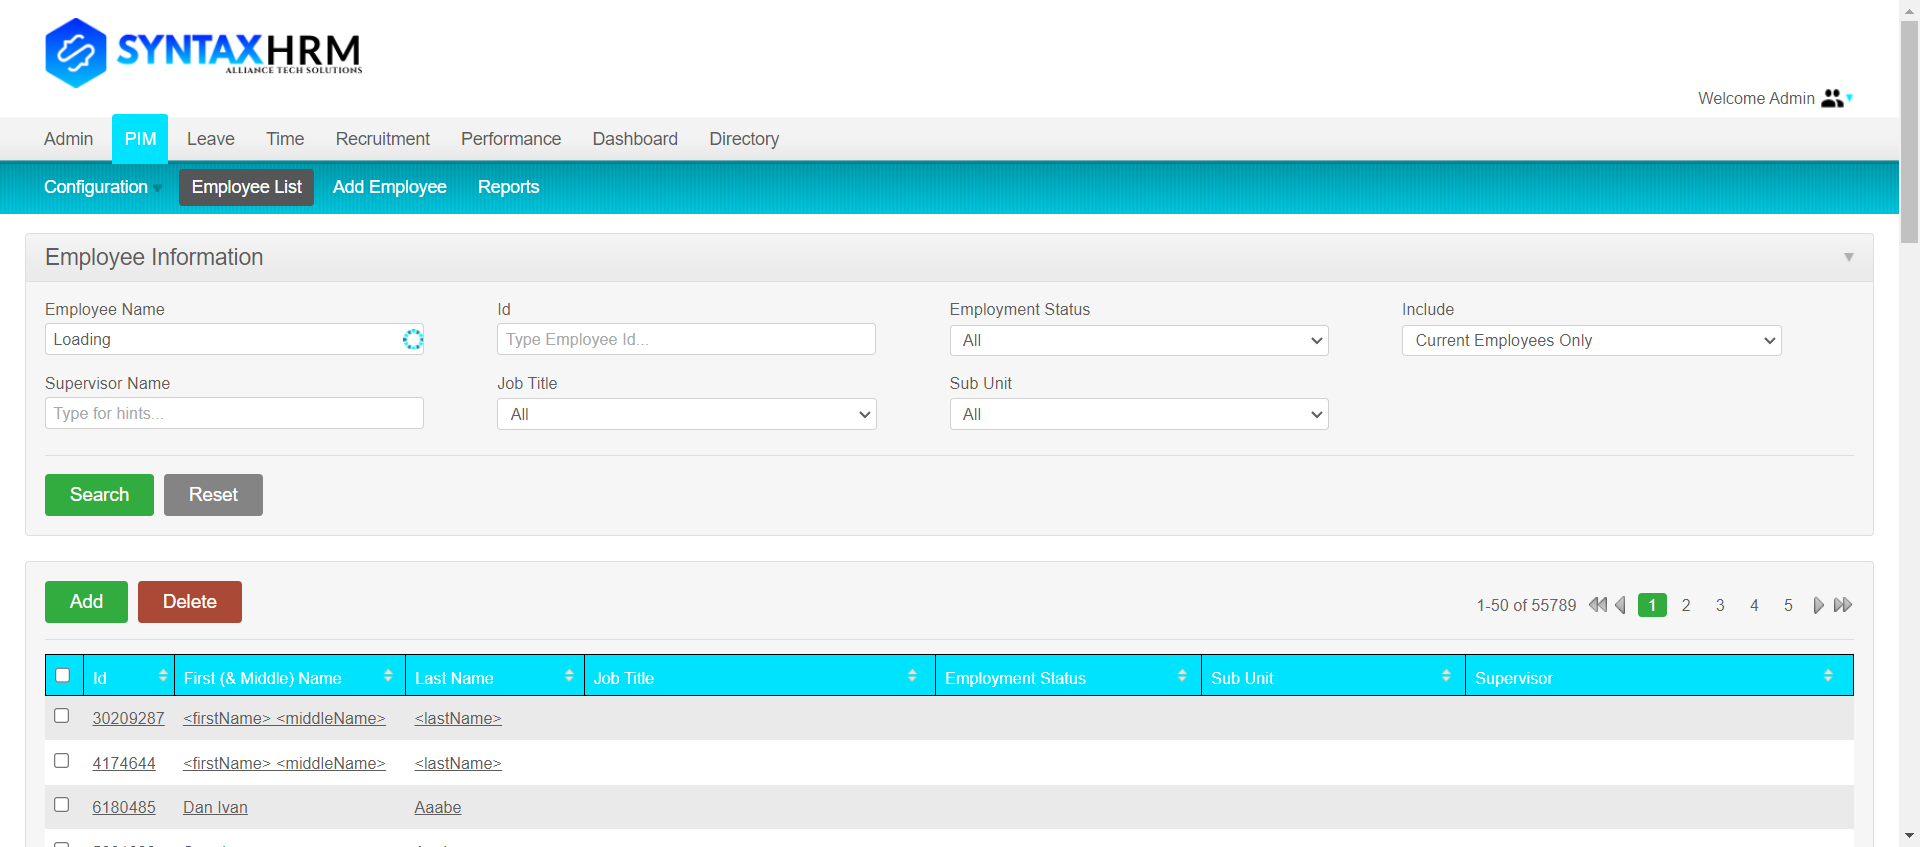 SYNTAXHRM
ALLIANCE TECH SOLUTIONS
Welcome Admin
Admin PIM Leave Time Recruitment Performance Dashboard Directory
Configuration Employee List Add Employee Reports
Employee Information
Employee Name Id Employment Status Include
Loading Type Employee Id... All Current Employees Only
Supervisor Name Job Title Sub Unit
Type for hints... All All
Search Reset
Add Delete
1-50 of 55789 1 2 3 4 5
Id First (& Middle) Name Last Name Job Title Employment Status Sub Unit Supervisor
30209287 <firstName> <middleName> <lastName>
4174644 <firstName> <middleName> <lastName>
6180485 Dan Ivan Aaabe